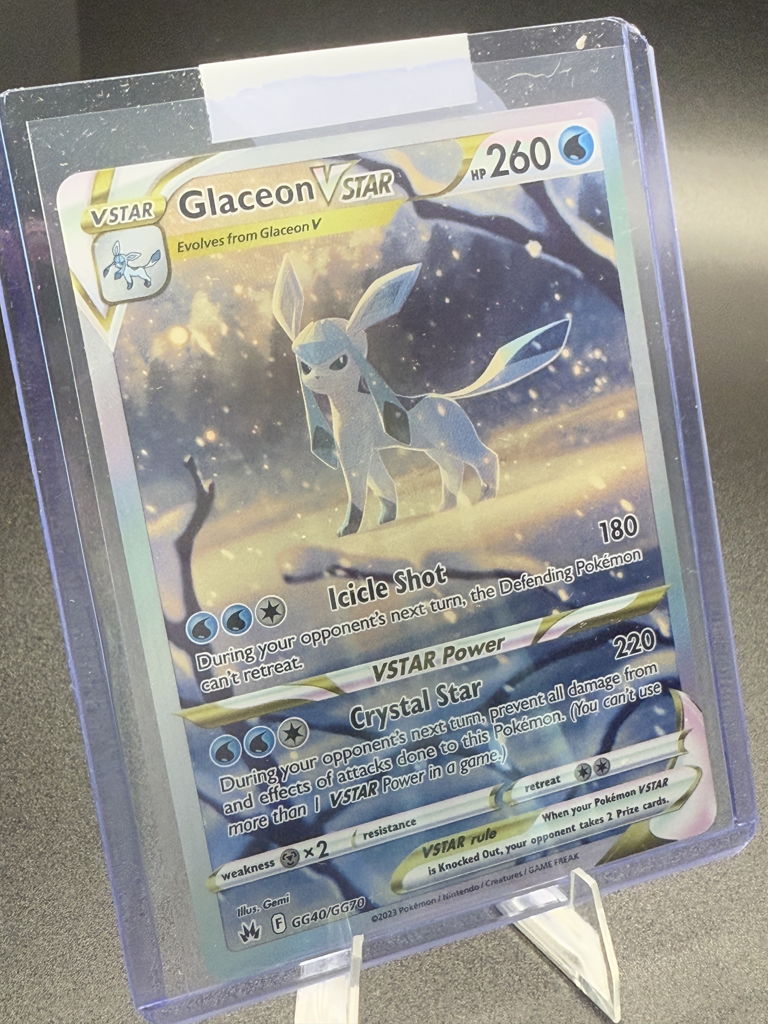 VSTAR Glaceon VSTAR HP 260
Evolves from Glaceon V
Icicle Shot 180
During your opponent's next turn, the Defending Pokémon
can't retreat.
VSTAR Power
Crystal Star 220
During your opponent's next turn, prevent all damage from
and effects of attacks done to this Pokémon. (You can't use
more than 1 VSTAR Power in a game.)
weakness ×2 resistance retreat
VSTAR rule When your Pokémon VSTAR
is Knocked Out, your opponent takes 2 Prize cards.
Illus. Gemi
F GG40/GG70 ©2023 Pokémon / Nintendo / Creatures / GAME FREAK